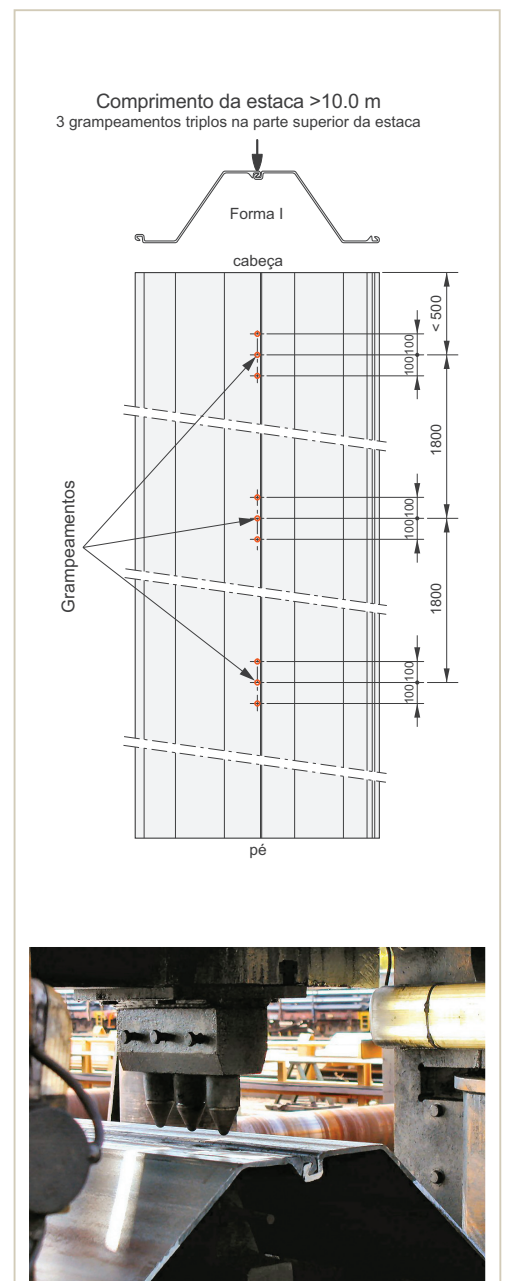 Comprimento da estaca >10.0 m
3 grampeamentos triplos na parte superior da estaca
Forma I
cabeça
< 500
100 100
1800
100 100
1800
100 100
Grampeamentos
pé